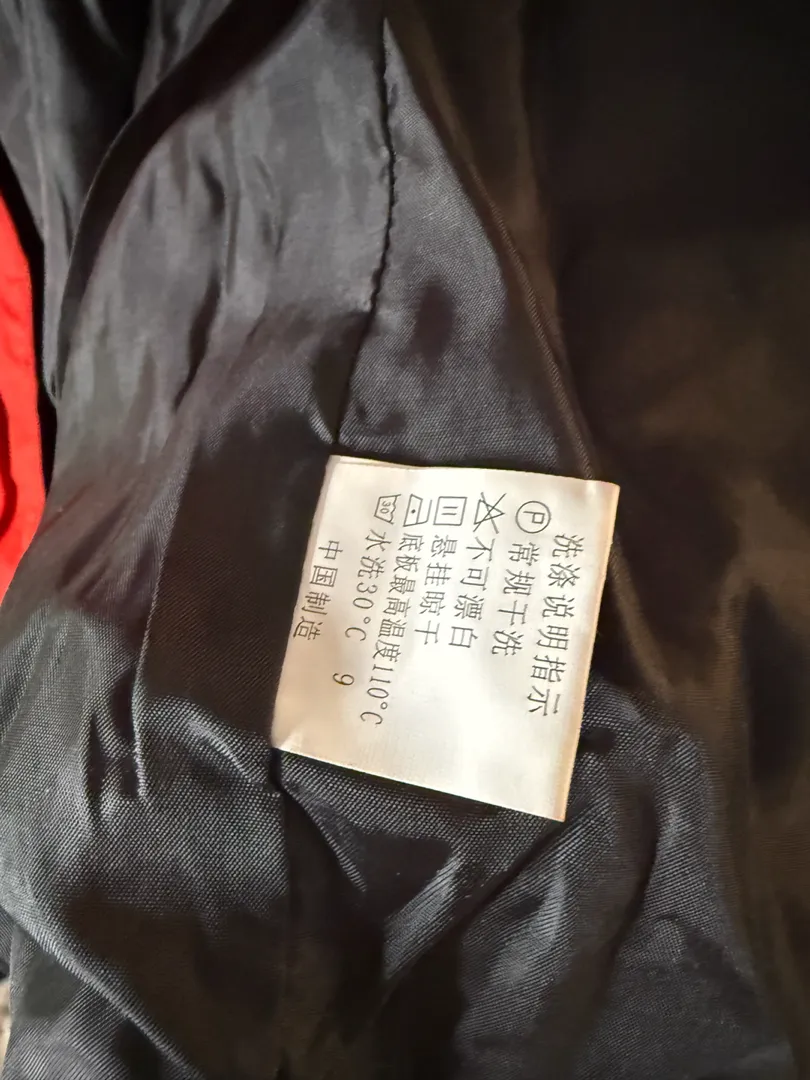 洗涤说明指示
P 常规干洗
不可漂白
悬挂晾干
底板最高温度110°C
30 水洗30°C 9
中国制造